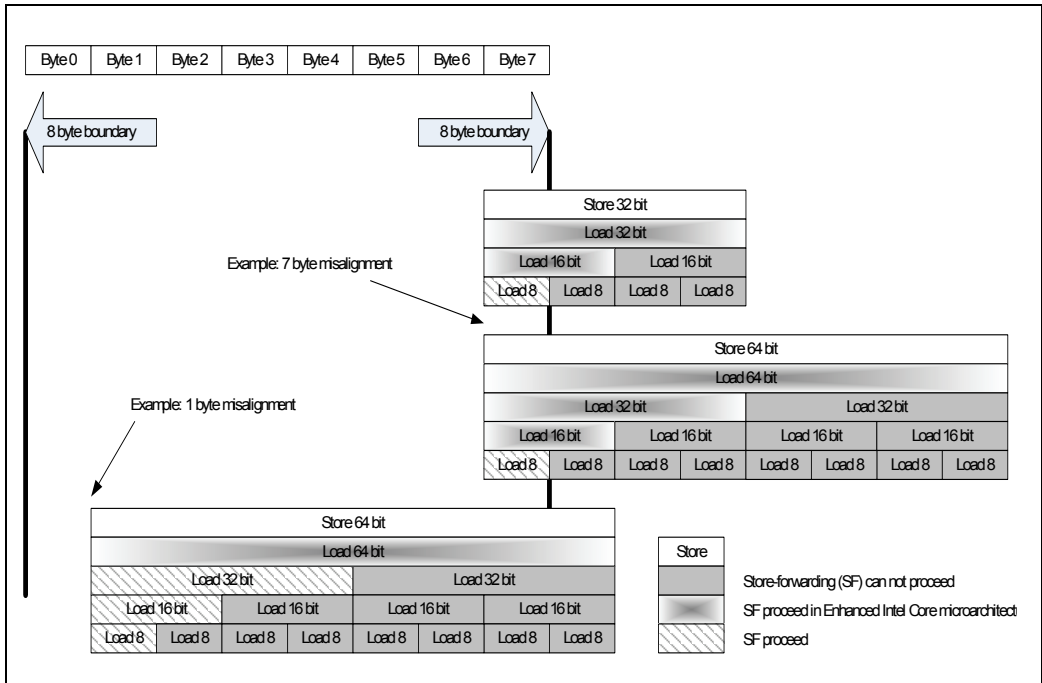 Byte 0 Byte 1 Byte 2 Byte 3 Byte 4 Byte 5 Byte 6 Byte 7
8 byte boundary 8 byte boundary
Store 32 bit
Load 32 bit
Example: 7 byte misalignment
Load 16 bit Load 16 bit
Load 8 Load 8 Load 8 Load 8
Store 64 bit
Load 64 bit
Example: 1 byte misalignment
Load 32 bit Load 32 bit
Load 16 bit Load 16 bit Load 16 bit Load 16 bit
Load 8 Load 8 Load 8 Load 8 Load 8 Load 8 Load 8 Load 8
Store 64 bit
Load 64 bit
Load 32 bit Load 32 bit
Load 16 bit Load 16 bit Load 16 bit Load 16 bit
Load 8 Load 8 Load 8 Load 8 Load 8 Load 8 Load 8 Load 8
Store
Store-forwarding (SF) can not proceed
SF proceed in Enhanced Intel Core microarchitect
SF proceed